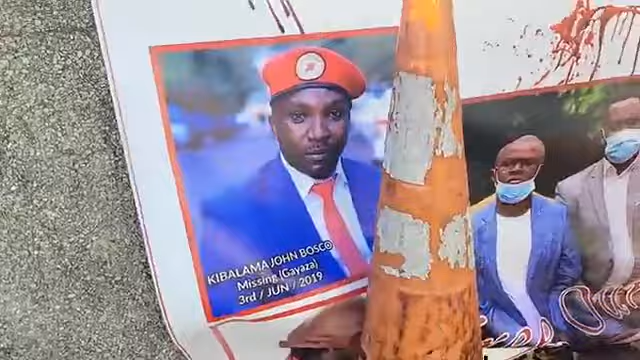 KIBALAMA JOHN BOSCO
Missing (Gayaza)
3rd / JUN / 2019